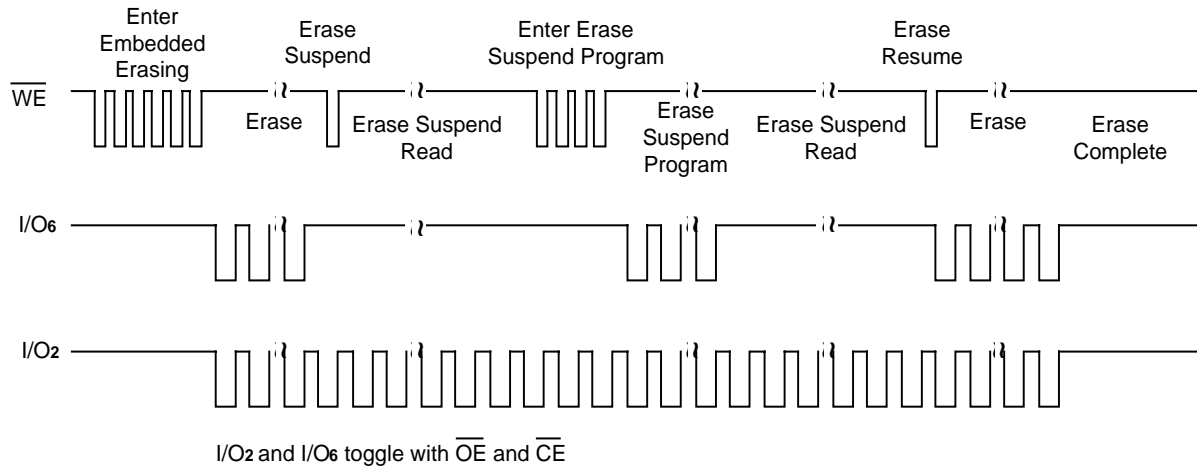 Enter
Embedded
Erasing
Erase
Suspend
Enter Erase
Suspend Program
Erase
Resume
WE
Erase
Erase Suspend
Read
Erase
Suspend
Program
Erase Suspend
Read
Erase
Erase
Complete
I/O6
I/O2
I/O2 and I/O6 toggle with OE and CE